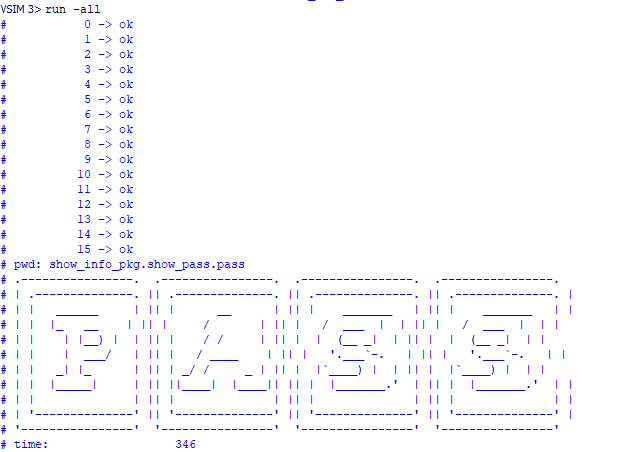 VSIM 3> run -all
# 0 -> ok
# 1 -> ok
# 2 -> ok
# 3 -> ok
# 4 -> ok
# 5 -> ok
# 6 -> ok
# 7 -> ok
# 8 -> ok
# 9 -> ok
# 10 -> ok
# 11 -> ok
# 12 -> ok
# 13 -> ok
# 14 -> ok
# 15 -> ok
# pwd: show_info_pkg.show_pass.pass
# .----------------.  .----------------.  .----------------.  .----------------.
# | .--------------. || .--------------. || .--------------. || .--------------. |
# | |   ______     | || |      __      | || |    _______   | || |    _______   | |
# | |  |_   __    | || |     /         | || |   /  ___  |  | || |   /  ___  |  | |
# | |    | |__) |  | || |    / /     | || |  |  (__ _|  | || |  |  (__ _|  | |
# | |    |  ___/   | || |   / ____    | || |   '.___`-.   | || |   '.___`-.   | |
# | |   _| |_      | || | _/ /     _ | || |  |`____) |  | || |  |`____) |  | |
# | |  |_____|     | || ||____|  |____|| || |  |_______.'  | || |  |_______.'  | |
# | |              | || |              | || |              | || |              | |
# | '--------------' || '--------------' || '--------------' || '--------------' |
# '----------------'  '----------------'  '----------------'  '----------------'
# time: 346